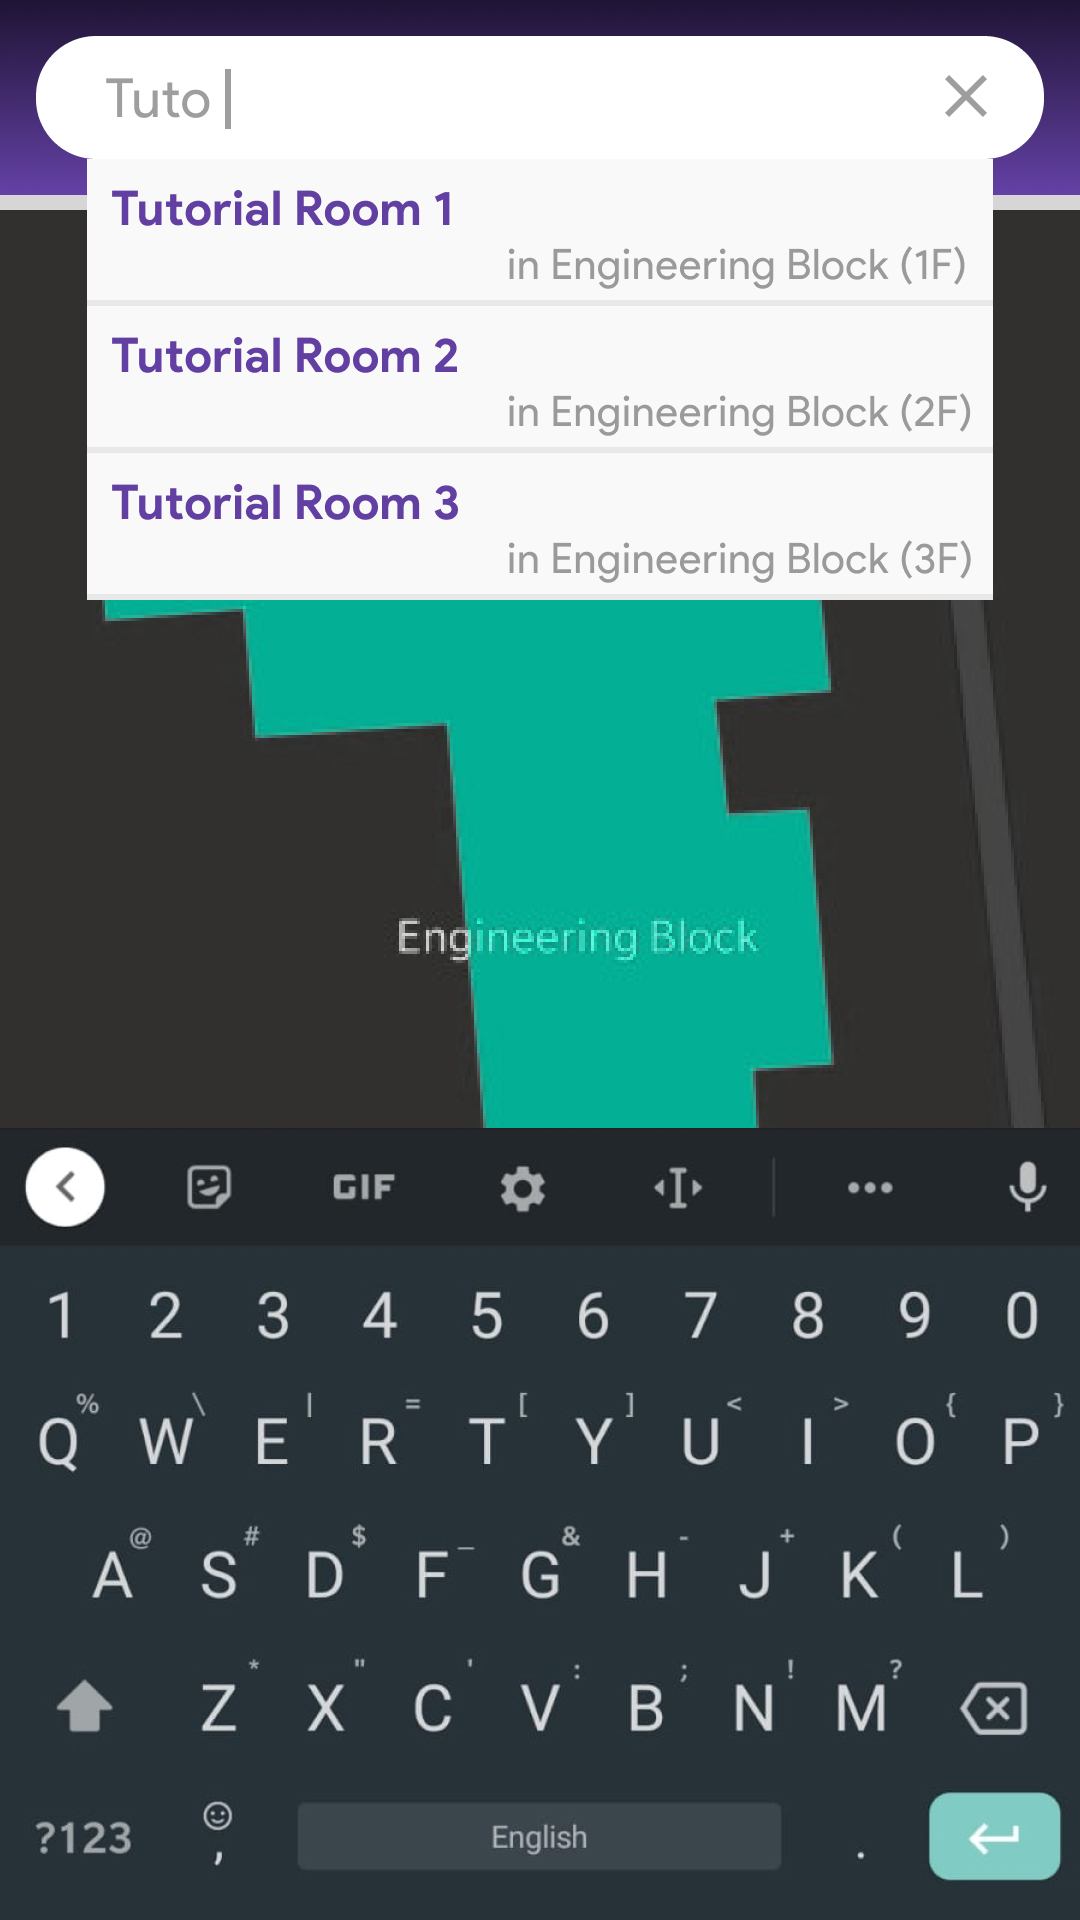 Tuto
Tutorial Room 1
in Engineering Block (1F)
Tutorial Room 2
in Engineering Block (2F)
Tutorial Room 3
in Engineering Block (3F)
Engineering Block
GIF
1 2 3 4 5 6 7 8 9 0
% \ | = [ ] < > { }
Q W E R T Y U I O P
@ # $ _ & - + ( )
A S D F G H J K L
* " ' : ; ! ?
Z X C V B N M
?123 , English .